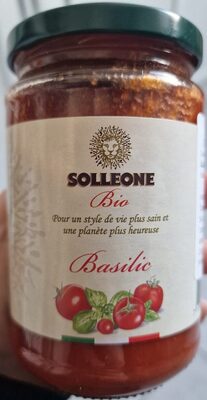 SOLLEONE
Bio
Pour un style de vie plus sain et
une planète plus heureuse
Basilic